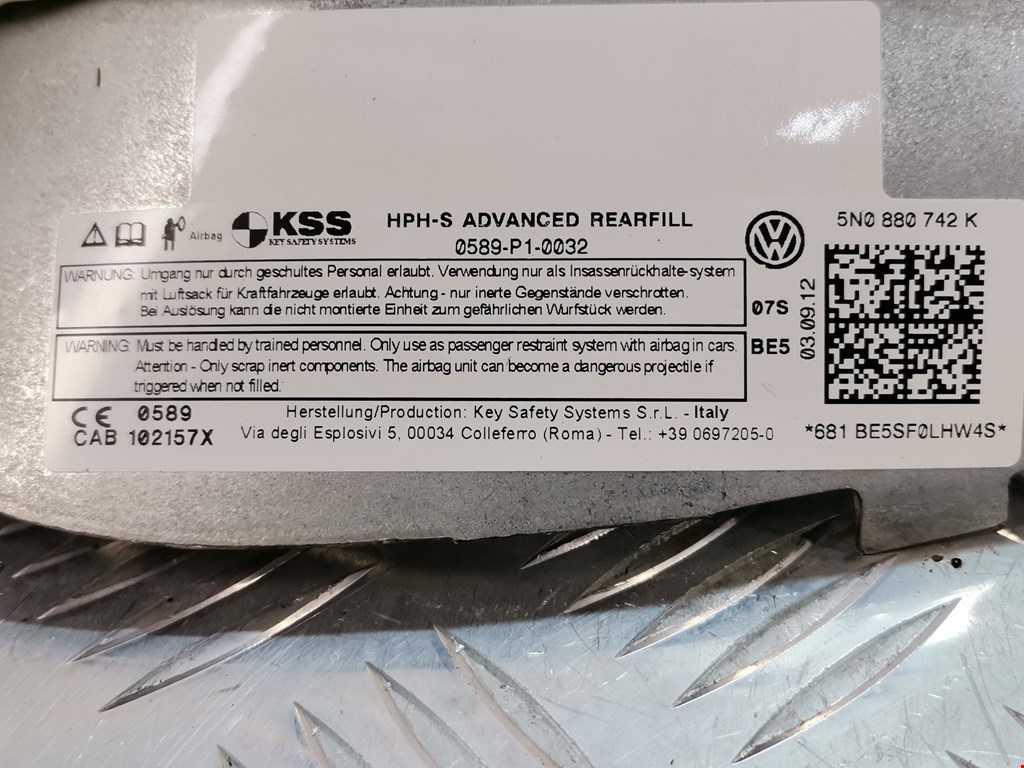 Airbag
KSS
KEY SAFETY SYSTEMS
HPH-S ADVANCED REARFILL
0589-P1-0032
WARNUNG: Umgang nur durch geschultes Personal erlaubt. Verwendung nur als Insassenrückhalte-system
mit Luftsack für Kraftfahrzeuge erlaubt. Achtung - nur inerte Gegenstände verschrotten.
Bei Auslösung kann die nicht montierte Einheit zum gefährlichen Wurfstück werden.
WARNING: Must be handled by trained personnel. Only use as passenger restraint system with airbag in cars.
Attention - Only scrap inert components. The airbag unit can become a dangerous projectile if
triggered when not filled.
CE 0589
CAB 102157X
Herstellung/Production: Key Safety Systems S.r.L. - Italy
Via degli Esplosivi 5, 00034 Colleferro (Roma) - Tel.: +39 0697205-0
VW
07S
BE5
03.09.12
5N0 880 742 K
*681 BE5SF0LHW4S*